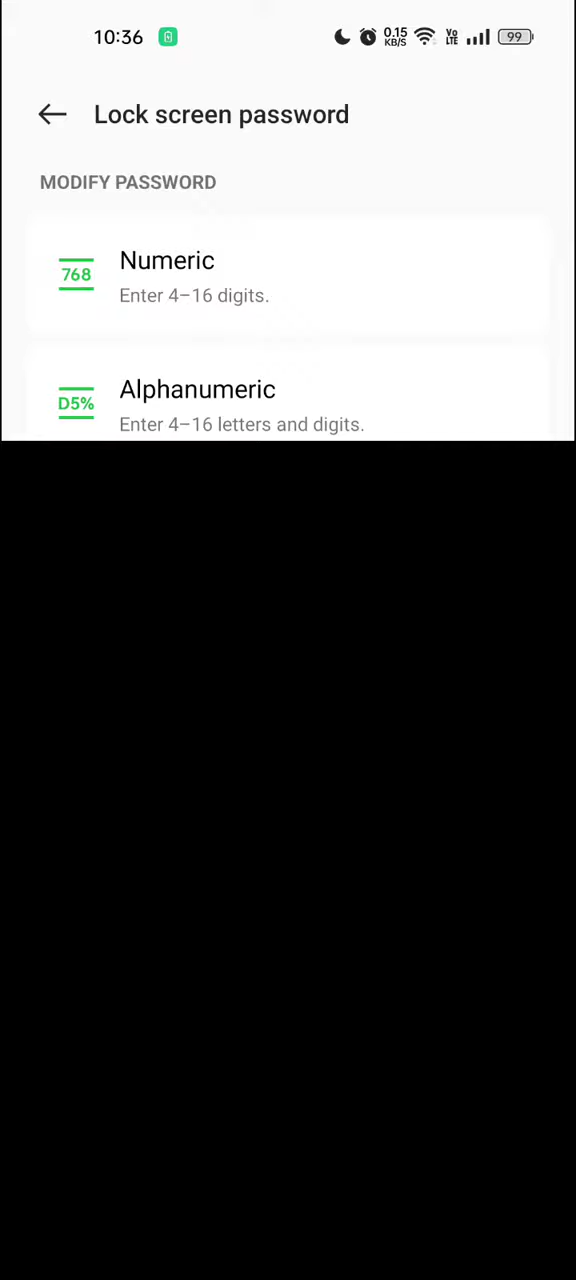 10:36 0.15 KB/S Vo LTE 99
Lock screen password
MODIFY PASSWORD
768 Numeric
Enter 4–16 digits.
D5% Alphanumeric
Enter 4–16 letters and digits.